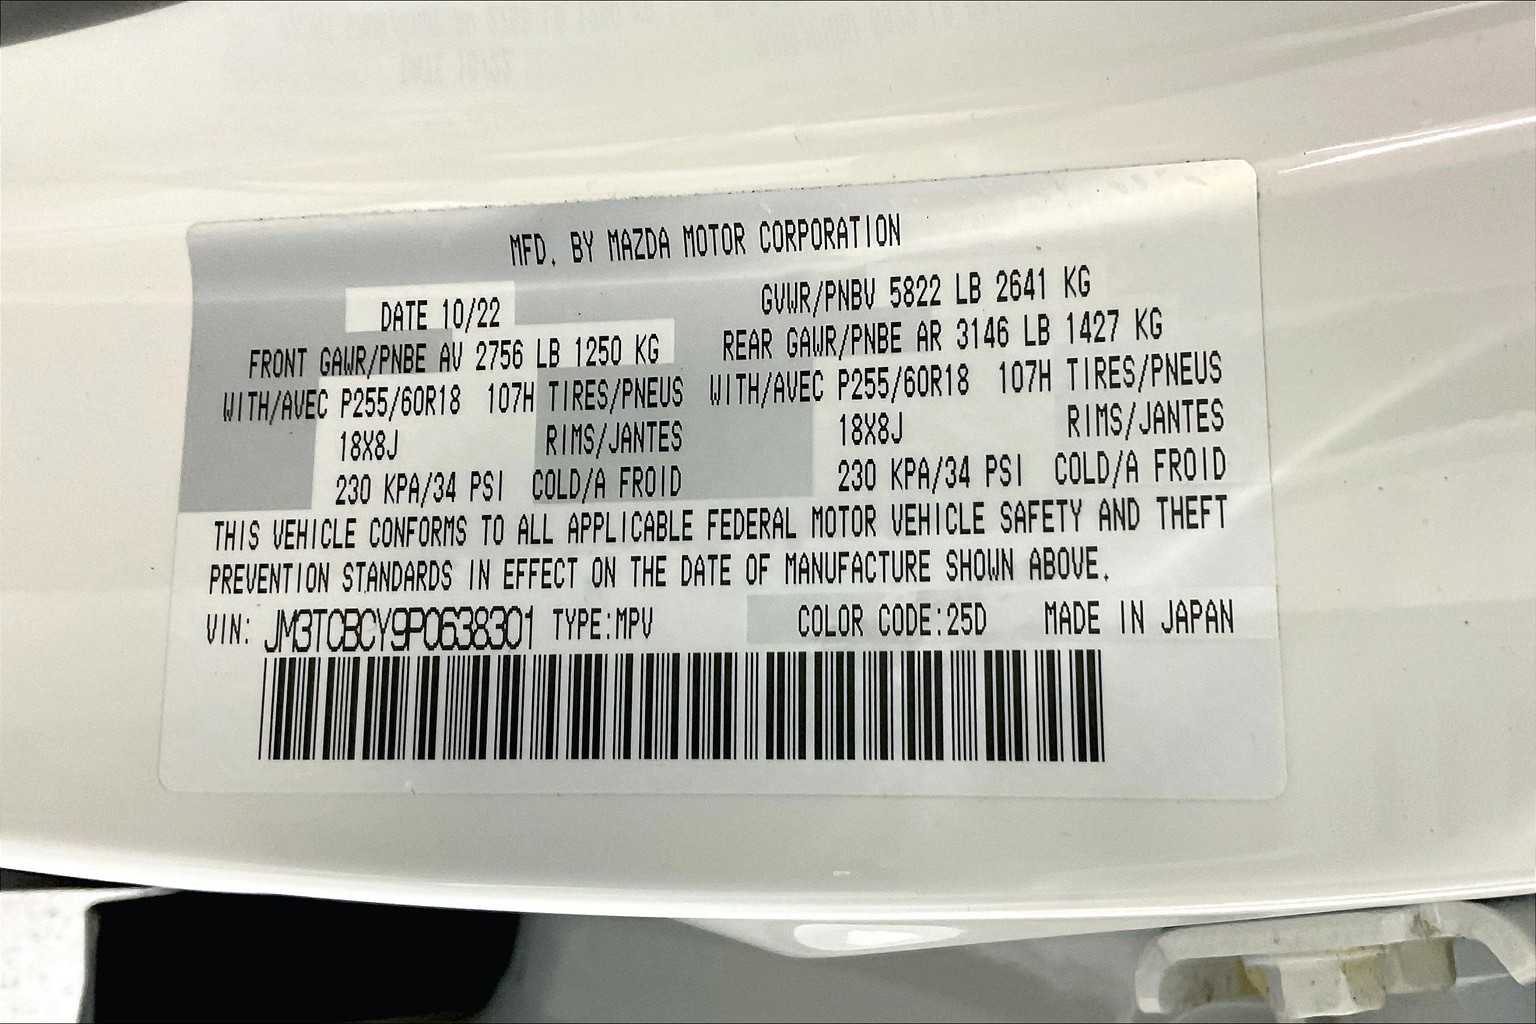 MFD. BY MAZDA MOTOR CORPORATION
DATE 10/22 GVWR/PNBV 5822 LB 2641 KG
FRONT GAWR/PNBE AV 2756 LB 1250 KG REAR GAWR/PNBE AR 3146 LB 1427 KG
WITH/AVEC P255/60R18 107H TIRES/PNEUS WITH/AVEC P255/60R18 107H TIRES/PNEUS
18X8J RIMS/JANTES 18X8J RIMS/JANTES
230 KPA/34 PSI COLD/A FROID 230 KPA/34 PSI COLD/A FROID
THIS VEHICLE CONFORMS TO ALL APPLICABLE FEDERAL MOTOR VEHICLE SAFETY AND THEFT
PREVENTION STANDARDS IN EFFECT ON THE DATE OF MANUFACTURE SHOWN ABOVE.
VIN: JM3TCBCY9P0638301 TYPE:MPV COLOR CODE:25D MADE IN JAPAN